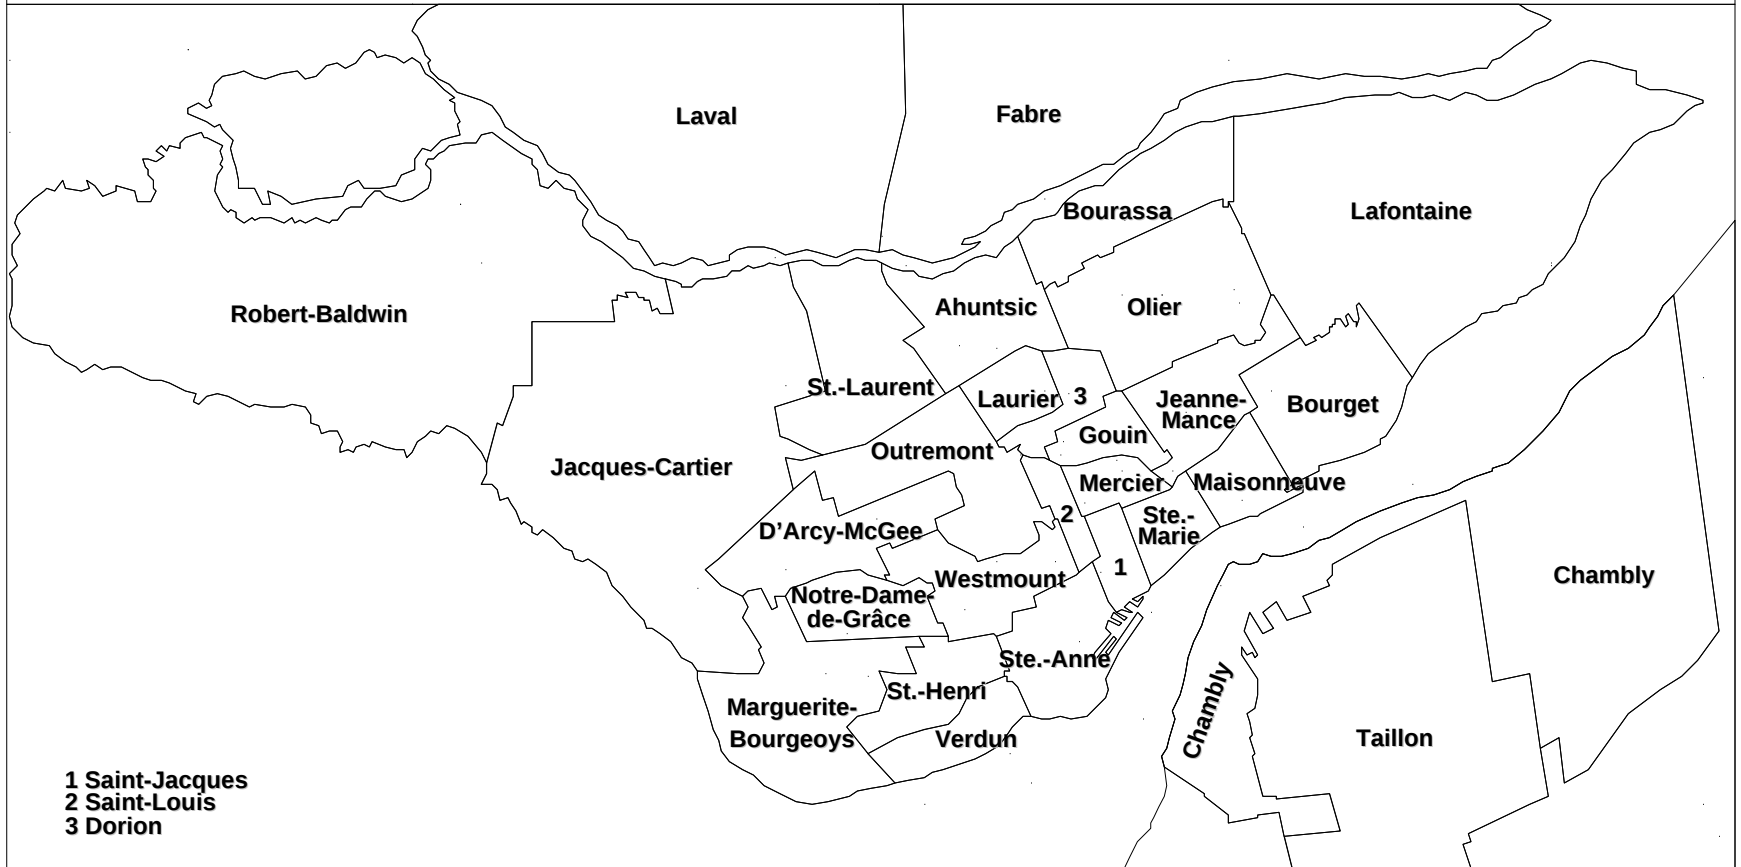 Laval
Fabre
Bourassa
Lafontaine
Robert-Baldwin
Ahuntsic
Olier
St.-Laurent
Laurier
3
Jeanne-
Mance
Bourget
Gouin
Outremont
Jacques-Cartier
Mercier
Maisonneuve
2
Ste.-
Marie
D’Arcy-McGee
1
Westmount
Chambly
Notre-Dame-
de-Grâce
Ste.-Anne
St.-Henri
Chambly
Marguerite-
Bourgeoys
Verdun
Taillon
1 Saint-Jacques
2 Saint-Louis
3 Dorion